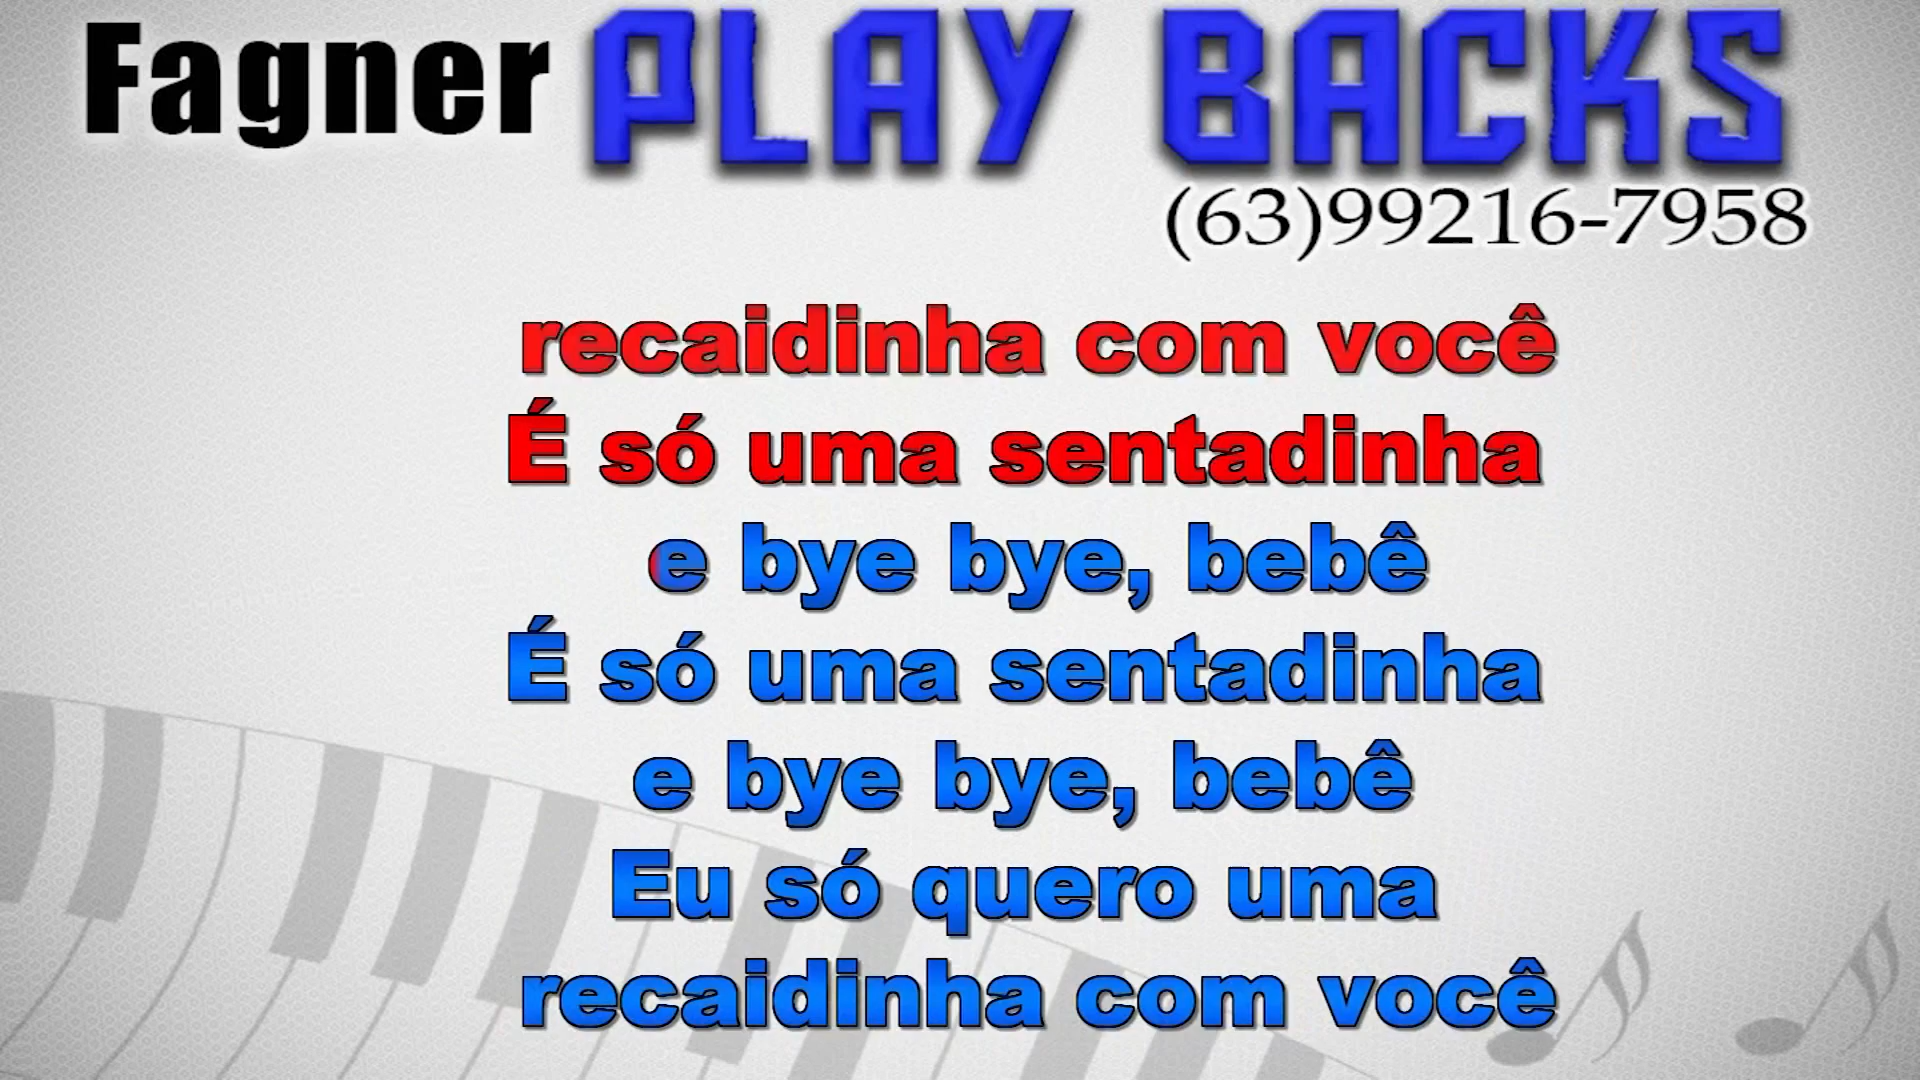 Fagner PLAY BACKS
(63)99216-7958
recaidinha com você
É só uma sentadinha
e bye bye, bebê
É só uma sentadinha
e bye bye, bebê
Eu só quero uma
recaidinha com você